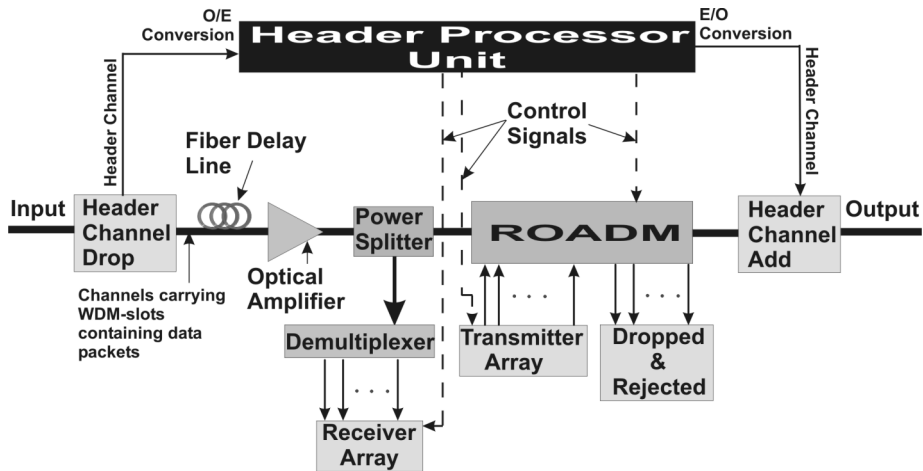 O/E
Conversion
Header Processor
Unit
E/O
Conversion
Header Channel
Header Channel
Control
Signals
Fiber Delay
Line
Input
Header
Channel
Drop
Power
Splitter
ROADM
Header
Channel
Add
Output
Optical
Amplifier
Channels carrying
WDM-slots
containing data
packets
Demultiplexer
Transmitter
Array
Dropped
&
Rejected
Receiver
Array